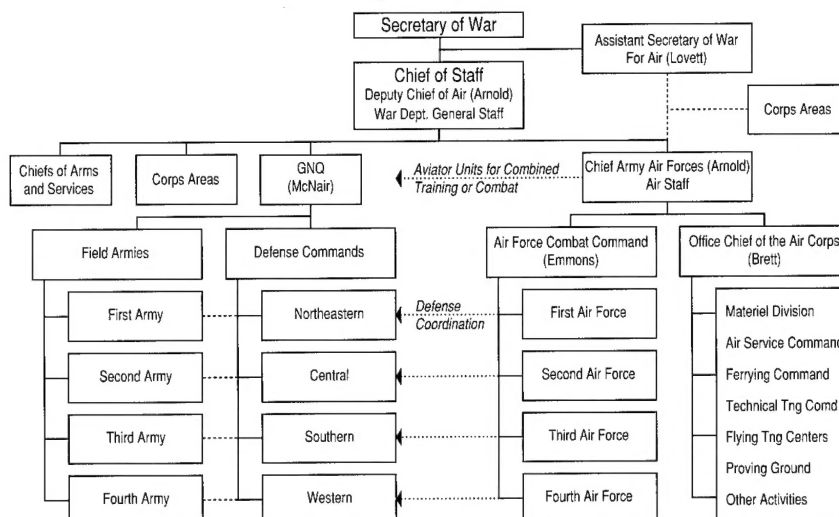 Secretary of War
Assistant Secretary of War
For Air (Lovett)
Chief of Staff
Deputy Chief of Air (Arnold)
War Dept. General Staff
Corps Areas
Chiefs of Arms
and Services
Corps Areas
GNQ
(McNair)
Aviator Units for Combined
Training or Combat
Chief Army Air Forces (Arnold)
Air Staff
Field Armies
Defense Commands
Air Force Combat Command
(Emmons)
Office Chief of the Air Corps
(Brett)
First Army
Northeastern
Defense
Coordination
First Air Force
Materiel Division
Air Service Command
Second Army
Central
Second Air Force
Ferrying Command
Technical Tng Comd
Third Army
Southern
Third Air Force
Flying Tng Centers
Proving Ground
Fourth Army
Western
Fourth Air Force
Other Activities